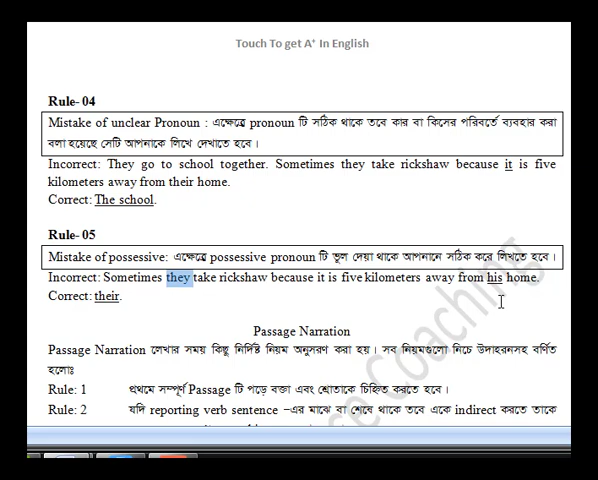 Touch To get A⁺ In English
Rule- 04
Mistake of unclear Pronoun : এক্ষেত্রে pronoun টি সঠিক থাকে তবে কার বা কিসের পরিবর্তে ব্যবহার করা
বলা হয়েছে সেটি আপনাকে লিখে দেখাতে হবে।
Incorrect: They go to school together. Sometimes they take rickshaw because it is five
kilometers away from their home.
Correct: The school.
Rule- 05
Mistake of possessive: এক্ষেত্রে possessive pronoun টি ভুল দেয়া থাকে আপনানে সঠিক করে লিখতে হবে।
Incorrect: Sometimes they take rickshaw because it is five kilometers away from his home.
Correct: their.
Passage Narration
Passage Narration লেখার সময় কিছু নির্দিষ্ট নিয়ম অনুসরণ করা হয়। সব নিয়মগুলো নিচে উদাহরনসহ বর্ণিত
হলোঃ
Rule: 1 প্রথমে সম্পূর্ণ Passage টি পড়ে বক্তা এবং শ্রোতাকে চিহ্নিত করতে হবে।
Rule: 2 যদি reporting verb sentence –এর মাঝে বা শেষে থাকে তবে একে indirect করতে তাকে
Coaching